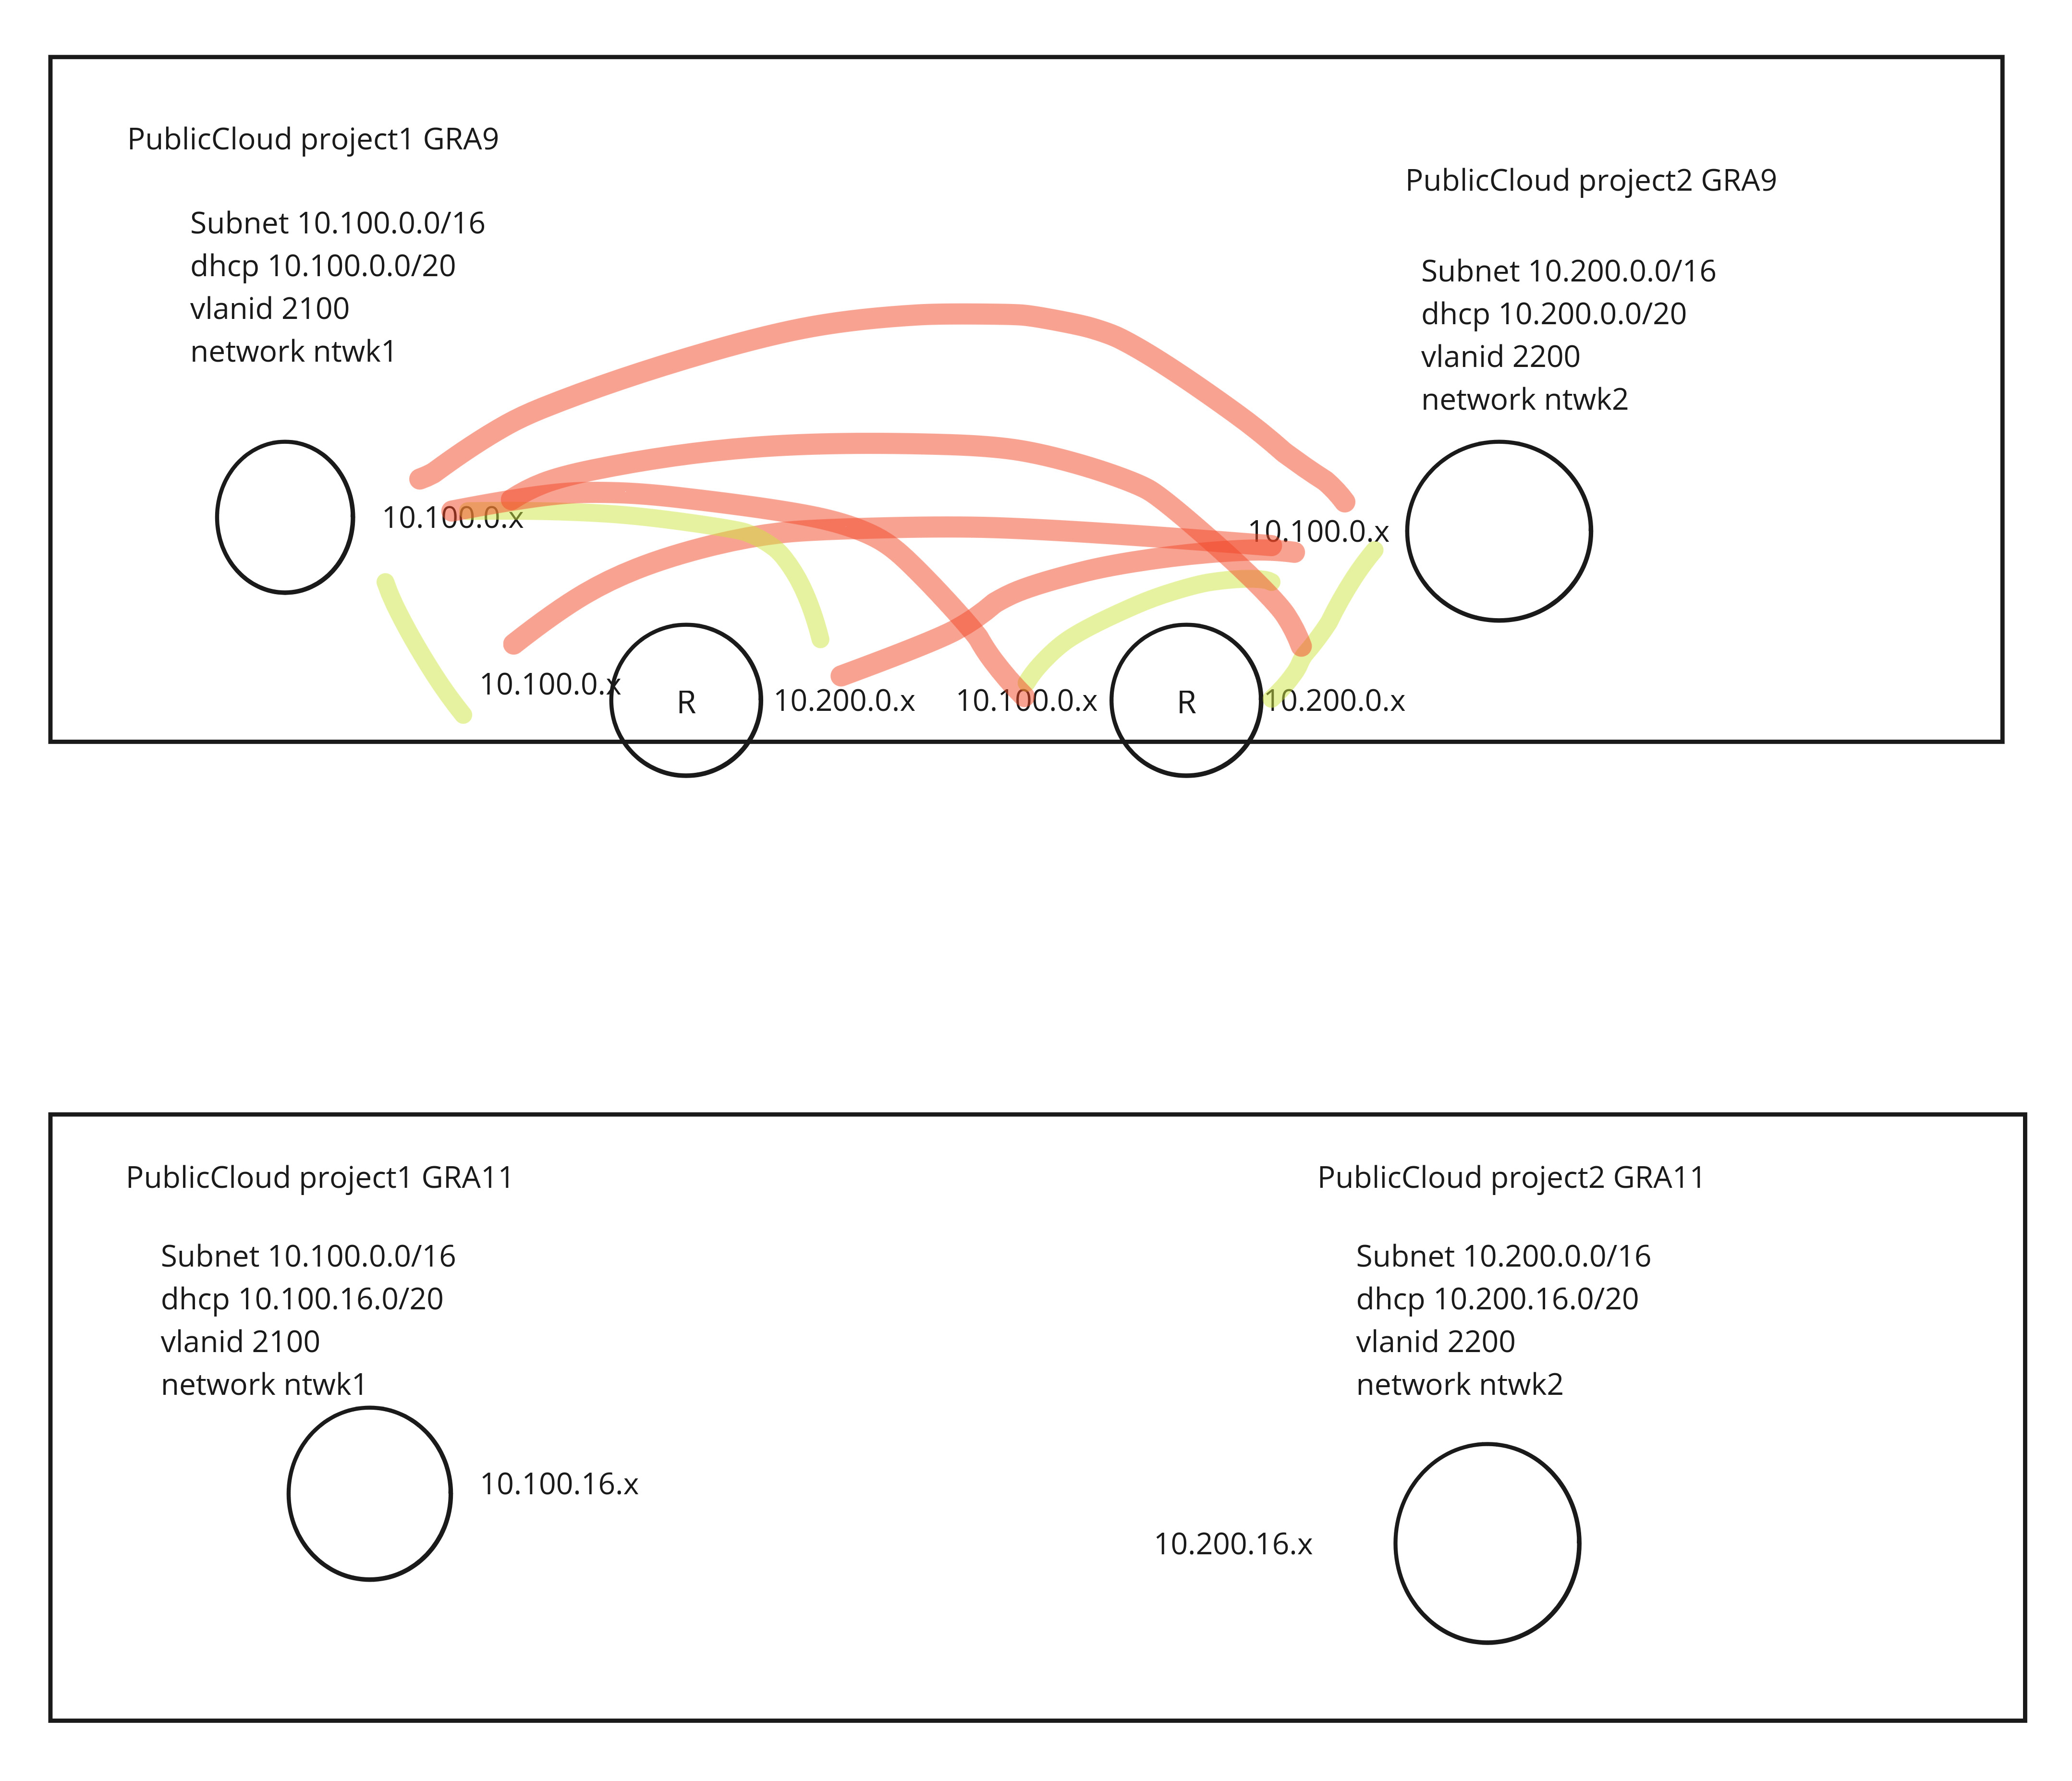 PublicCloud project1 GRA9
Subnet 10.100.0.0/16
dhcp 10.100.0.0/20
vlanid 2100
network ntwk1
PublicCloud project2 GRA9
Subnet 10.200.0.0/16
dhcp 10.200.0.0/20
vlanid 2200
network ntwk2
10.100.0.x
10.100.0.x
10.100.0.x
R
10.200.0.x
10.100.0.x
R
10.200.0.x
PublicCloud project1 GRA11
Subnet 10.100.0.0/16
dhcp 10.100.16.0/20
vlanid 2100
network ntwk1
10.100.16.x
PublicCloud project2 GRA11
Subnet 10.200.0.0/16
dhcp 10.200.16.0/20
vlanid 2200
network ntwk2
10.200.16.x